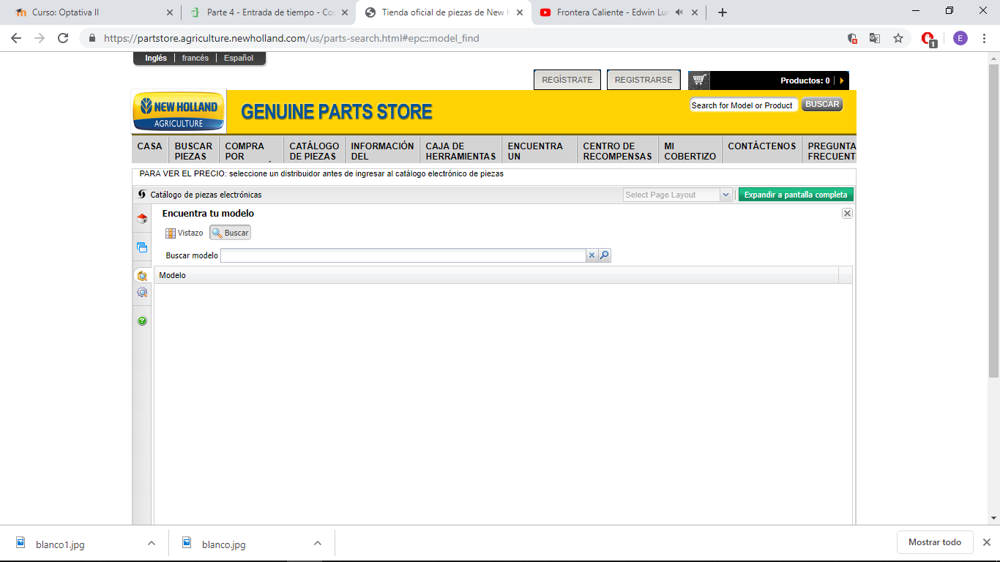 Curso: Optativa II
Parte 4 - Entrada de tiempo - Coc
Tienda oficial de piezas de New H
Frontera Caliente - Edwin Lun
https://partstore.agriculture.newholland.com/us/parts-search.html#epc::model_find
1
E
Inglés francés Español
REGÍSTRATE REGISTRARSE Productos: 0
NEW HOLLAND
AGRICULTURE
GENUINE PARTS STORE
Search for Model or Product BUSCAR
CASA
BUSCAR
PIEZAS
COMPRA
POR
CATÁLOGO
DE PIEZAS
INFORMACIÓN
DEL
CAJA DE
HERRAMIENTAS
ENCUENTRA
UN
CENTRO DE
RECOMPENSAS
MI
COBERTIZO
CONTÁCTENOS
PREGUNTA
FRECUENT
PARA VER EL PRECIO: seleccione un distribuidor antes de ingresar al catálogo electrónico de piezas
Catálogo de piezas electrónicas Select Page Layout Expandir a pantalla completa
Encuentra tu modelo
Vistazo Buscar
Buscar modelo
Modelo
blanco1.jpg blanco.jpg Mostrar todo